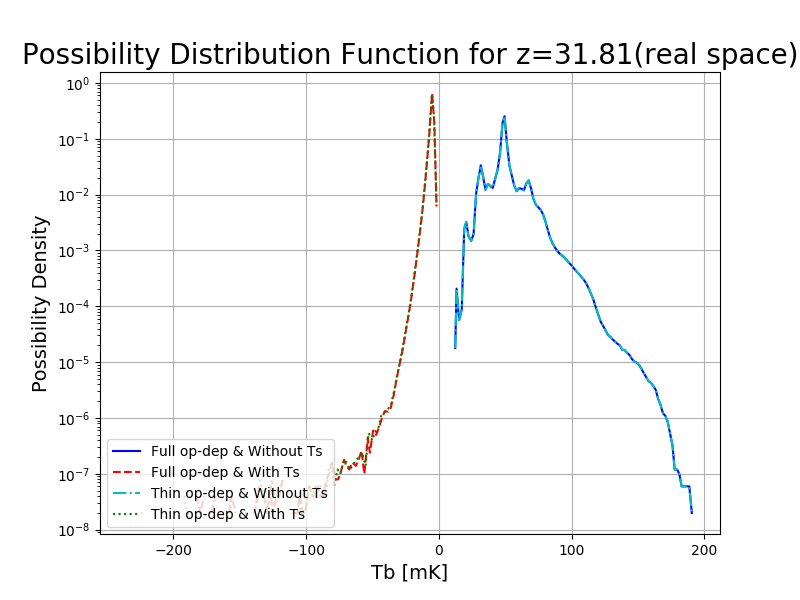 Possibility Distribution Function for z=31.81(real space)
Possibility Density
10⁰
10⁻¹
10⁻²
10⁻³
10⁻⁴
10⁻⁵
10⁻⁶
10⁻⁷
10⁻⁸
Full op-dep & Without Ts
Full op-dep & With Ts
Thin op-dep & Without Ts
Thin op-dep & With Ts
−200 −100 0 100 200
Tb [mK]